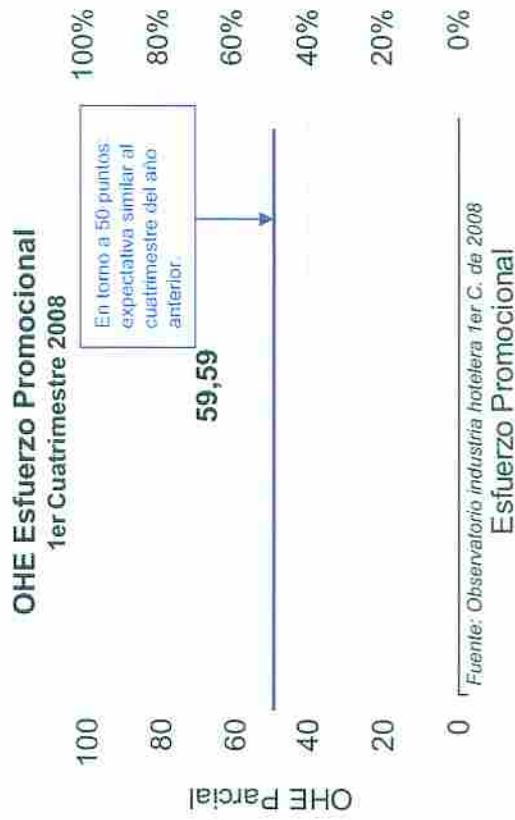 OHE Esfuerzo Promocional
1er Cuatrimestre 2008
En torno a 50 puntos:
expectativa similar al
cuatrimestre del año
anterior.
59,59
OHE Parcial
100
80
60
40
20
0
100%
80%
60%
40%
20%
0%
Fuente: Observatorio industria hotelera 1er C. de 2008
Esfuerzo Promocional